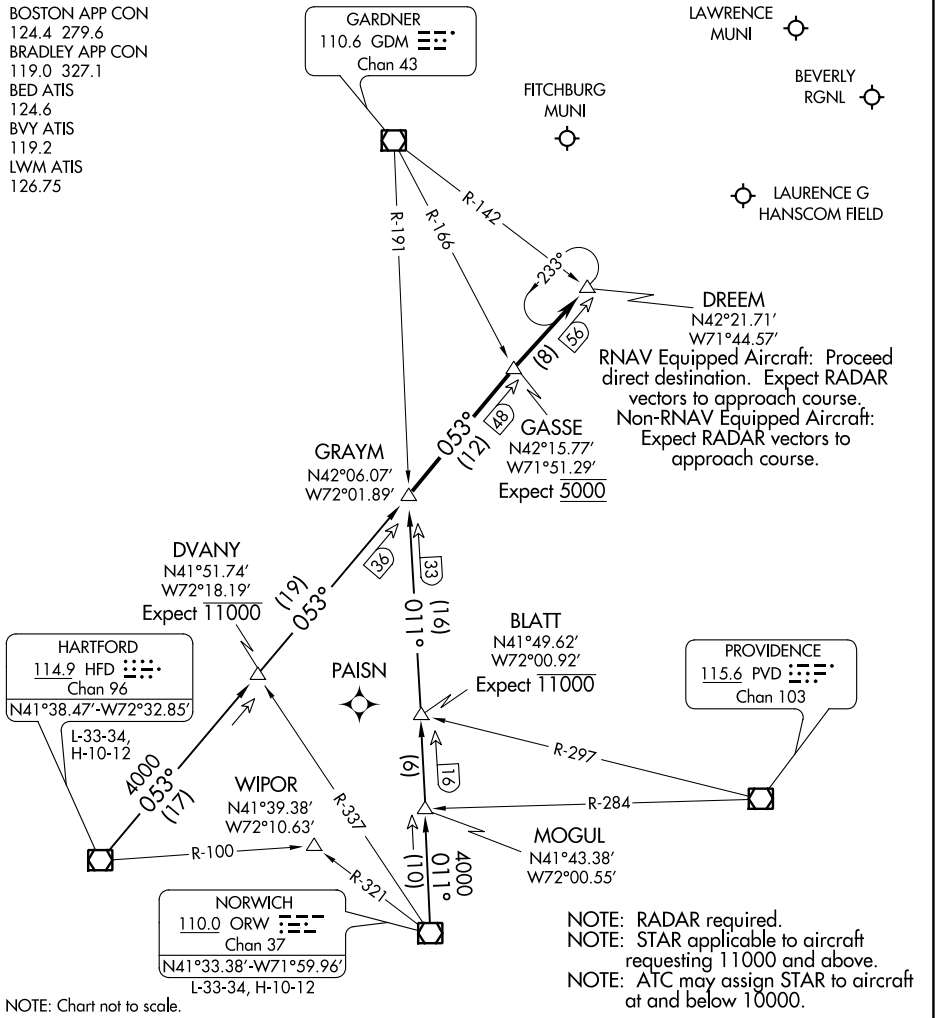 BOSTON APP CON
124.4 279.6
BRADLEY APP CON
119.0 327.1
BED ATIS
124.6
BVY ATIS
119.2
LWM ATIS
126.75
GARDNER
110.6 GDM
Chan 43
LAWRENCE
MUNI
BEVERLY
RGNL
FITCHBURG
MUNI
LAURENCE G
HANSCOM FIELD
R-142
R-166
R-191
233°
DREEM
N42°21.71'
W71°44.57'
RNAV Equipped Aircraft: Proceed
direct destination. Expect RADAR
vectors to approach course.
Non-RNAV Equipped Aircraft:
Expect RADAR vectors to
approach course.
56
(8)
48
GASSE
N42°15.77'
W71°51.29'
Expect 5000
053°
(12)
GRAYM
N42°06.07'
W72°01.89'
36
33
DVANY
N41°51.74'
W72°18.19'
Expect 11000
(19)
053°
(16)
011°
BLATT
N41°49.62'
W72°00.92'
Expect 11000
HARTFORD
114.9 HFD
Chan 96
N41°38.47'-W72°32.85'
L-33-34,
H-10-12
PAISN
PROVIDENCE
115.6 PVD
Chan 103
4000
053°
(17)
WIPOR
N41°39.38'
W72°10.63'
R-337
(6)
16
R-297
R-284
MOGUL
N41°43.38'
W72°00.55'
R-100
R-321
(10)
4000
011°
NORWICH
110.0 ORW
Chan 37
N41°33.38'-W71°59.96'
L-33-34, H-10-12
NOTE: RADAR required.
NOTE: STAR applicable to aircraft
requesting 11000 and above.
NOTE: ATC may assign STAR to aircraft
at and below 10000.
NOTE: Chart not to scale.